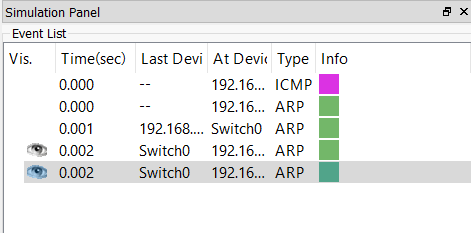 Simulation Panel
Event List
Vis. Time(sec) Last Devi At Devic Type Info
0.000 -- 192.16... ICMP
0.000 -- 192.16... ARP
0.001 192.168.... Switch0 ARP
0.002 Switch0 192.16... ARP
0.002 Switch0 192.16... ARP